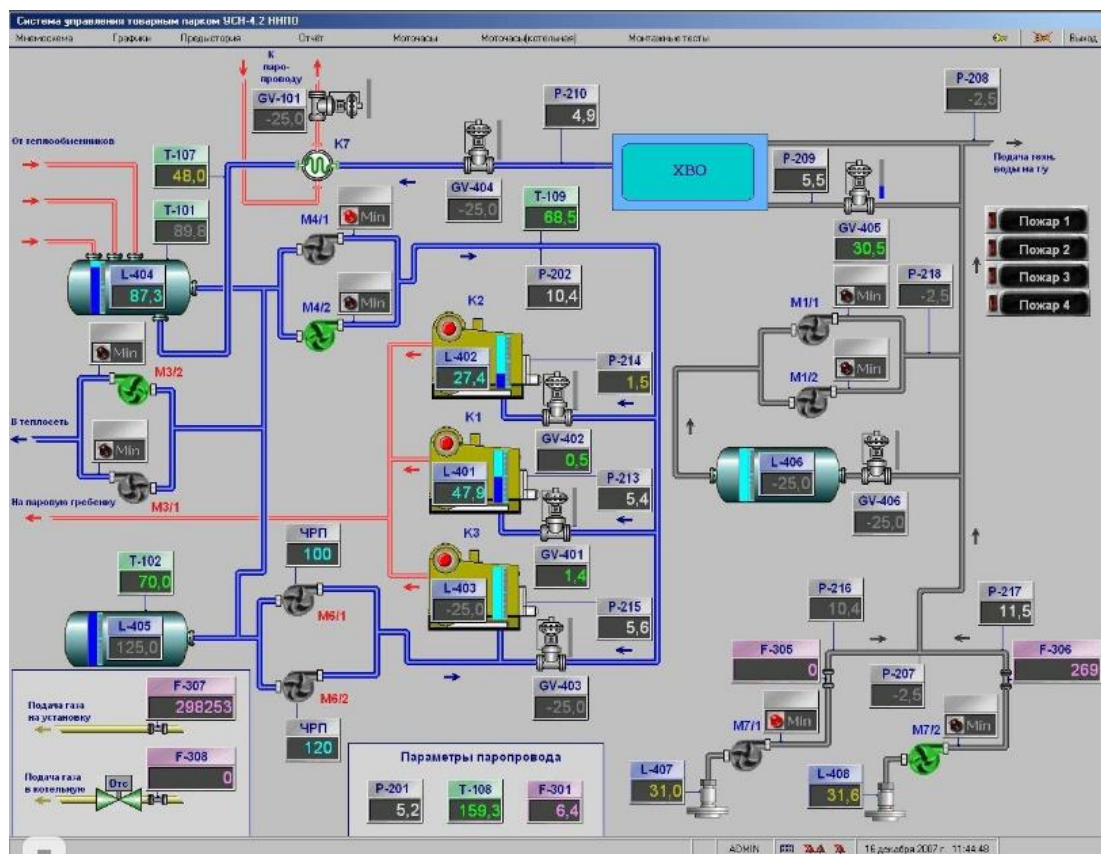 Система управления товарным парком УСН-4.2 ННПО
Мнемосхема Графики Предыстория Отчёт Моточасы Моточасы(котельная) Монтажные тесты Выход
К
паро-
проводу
GV-101
-25,0
К7
От теплообменников
T-107
48,0
T-101
89,8
L-404
87,3
M4/1
Min
M4/2
Min
GV-404
-25,0
P-210
4,9
T-109
68,5
P-202
10,4
ХВО
P-209
5,5
GV-405
30,5
P-208
-2,5
Подача техн.
воды на ту
Пожар 1
Пожар 2
Пожар 3
Пожар 4
Min
M3/2
В теплосеть
Min
M3/1
На паровую гребенку
К2
L-402
27,4
P-214
1,5
GV-402
0,5
К1
L-401
47,9
P-213
5,4
GV-401
1,4
К3
L-403
-25,0
P-215
5,6
GV-403
-25,0
M1/1
Min
P-218
-2,5
M1/2
Min
L-406
-25,0
GV-406
-25,0
T-102
70,0
L-405
125,0
ЧРП
100
M6/1
M6/2
ЧРП
120
P-216
10,4
P-217
11,5
F-305
0
F-306
269
P-207
-2,5
M7/1
Min
M7/2
Min
L-407
31,0
L-408
31,6
Подача газа
на установку
F-307
298253
Подача газа
в котельную
Отс
F-308
0
Параметры паропровода
P-201
5,2
T-108
159,3
F-301
6,4
ADMIN 16 декабря 2007 г. 11:44:48